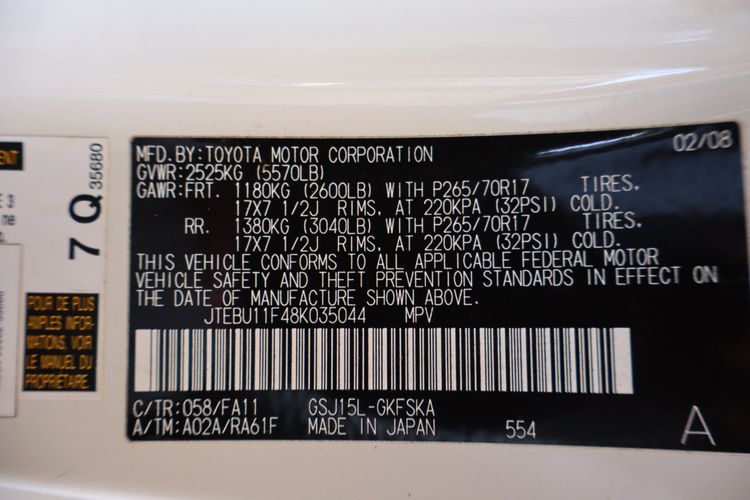 MFD.BY:TOYOTA MOTOR CORPORATION 02/08
GVWR:2525KG (5570LB)
GAWR:FRT. 1180KG (2600LB) WITH P265/70R17 TIRES,
17X7 1/2J RIMS, AT 220KPA (32PSI) COLD.
RR. 1380KG (3040LB) WITH P265/70R17 TIRES,
17X7 1/2J RIMS, AT 220KPA (32PSI) COLD.
THIS VEHICLE CONFORMS TO ALL APPLICABLE FEDERAL MOTOR
VEHICLE SAFETY AND THEFT PREVENTION STANDARDS IN EFFECT ON
THE DATE OF MANUFACTURE SHOWN ABOVE.
JTEBU11F48K035044 MPV
C/TR:058/FA11 GSJ15L-GKFSKA
A/TM:A02A/RA61F MADE IN JAPAN 554 A
7 Q 35680
POUR DE PLUS
AMPLES INFOR-
MATIONS, VOIR
LE MANUEL DU
PROPRIÉTAIRE.